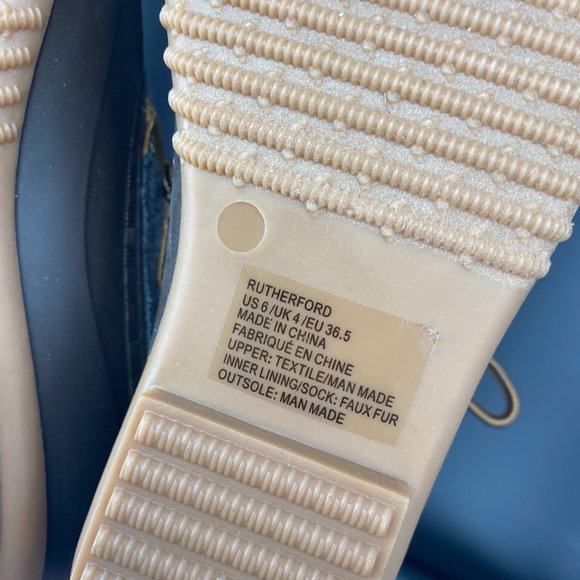 RUTHERFORD
US 6 /UK 4 /EU 36.5
MADE IN CHINA
FABRIQUÉ EN CHINE
UPPER: TEXTILE/MAN MADE
INNER LINING/SOCK: FAUX FUR
OUTSOLE: MAN MADE